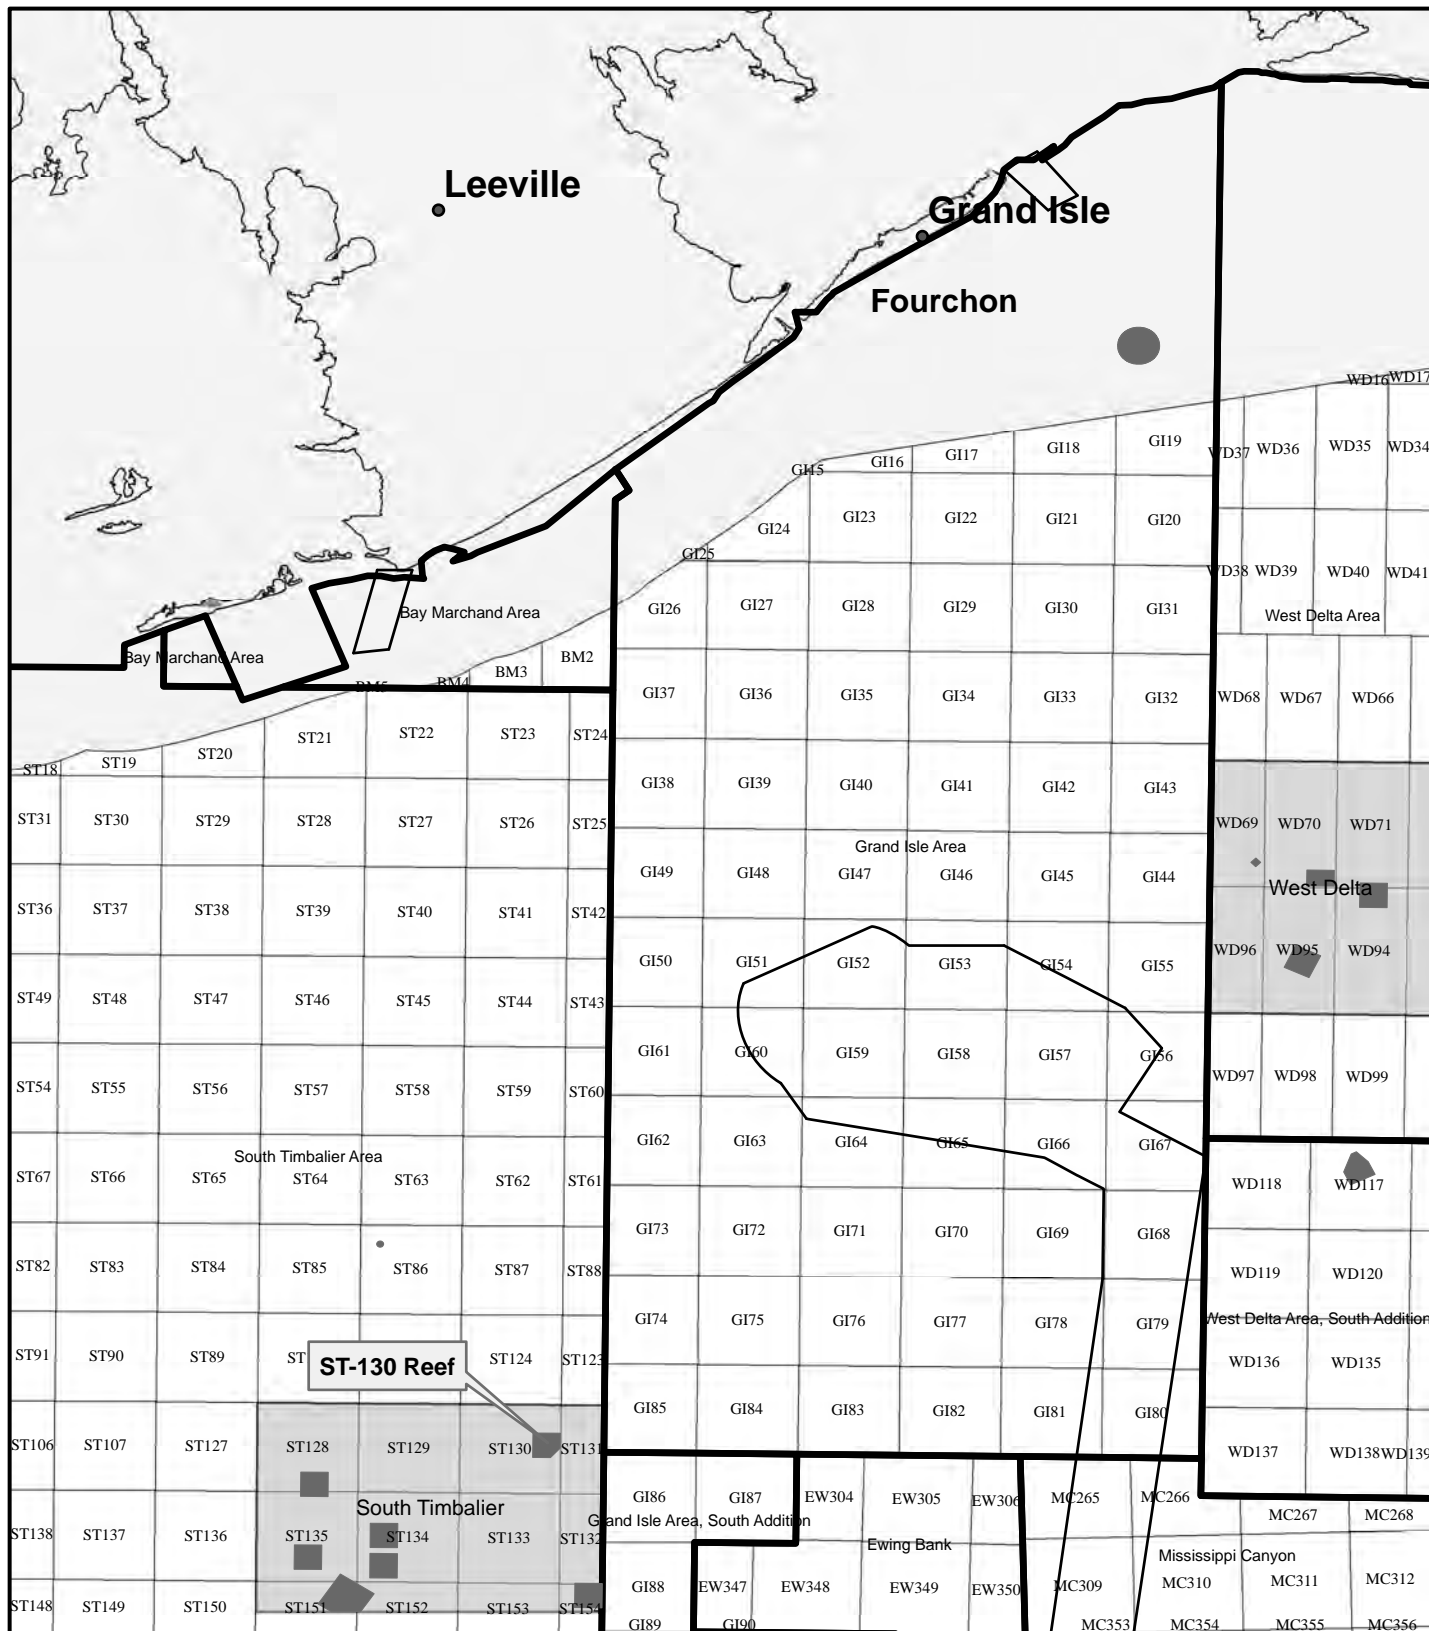 Leeville
Grand Isle
Fourchon
WD16 WD17
GI15 GI16 GI17 GI18 GI19 WD37 WD36 WD35 WD34
GI25 GI24 GI23 GI22 GI21 GI20 WD38 WD39 WD40 WD41
GI26 GI27 GI28 GI29 GI30 GI31
Bay Marchand Area
West Delta Area
Bay Marchand Area
BM5 BM4 BM3 BM2
GI37 GI36 GI35 GI34 GI33 GI32 WD68 WD67 WD66
ST18 ST19 ST20 ST21 ST22 ST23 ST24
GI38 GI39 GI40 GI41 GI42 GI43
ST31 ST30 ST29 ST28 ST27 ST26 ST25
WD69 WD70 WD71
Grand Isle Area
GI49 GI48 GI47 GI46 GI45 GI44
West Delta
ST36 ST37 ST38 ST39 ST40 ST41 ST42
GI50 GI51 GI52 GI53 GI54 GI55 WD96 WD95 WD94
ST49 ST48 ST47 ST46 ST45 ST44 ST43
GI61 GI60 GI59 GI58 GI57 GI56 WD97 WD98 WD99
ST54 ST55 ST56 ST57 ST58 ST59 ST60
GI62 GI63 GI64 GI65 GI66 GI67
South Timbalier Area
ST67 ST66 ST65 ST64 ST63 ST62 ST61
WD118 WD117
GI73 GI72 GI71 GI70 GI69 GI68
ST82 ST83 ST84 ST85 ST86 ST87 ST88
WD119 WD120
GI74 GI75 GI76 GI77 GI78 GI79
West Delta Area, South Addition
ST91 ST90 ST89 ST
ST-130 Reef
ST124 ST123
WD136 WD135
GI85 GI84 GI83 GI82 GI81 GI80
ST106 ST107 ST127 ST128 ST129 ST130 ST131
WD137 WD138 WD139
GI86 GI87 EW304 EW305 EW306 MC265 MC266
South Timbalier
MC267 MC268
Grand Isle Area, South Addition
ST138 ST137 ST136 ST135 ST134 ST133 ST132
Ewing Bank
Mississippi Canyon
GI88 EW347 EW348 EW349 EW350 MC309 MC310 MC311 MC312
ST148 ST149 ST150 ST151 ST152 ST153 ST154
GI89 GI90 MC353 MC354 MC355 MC356